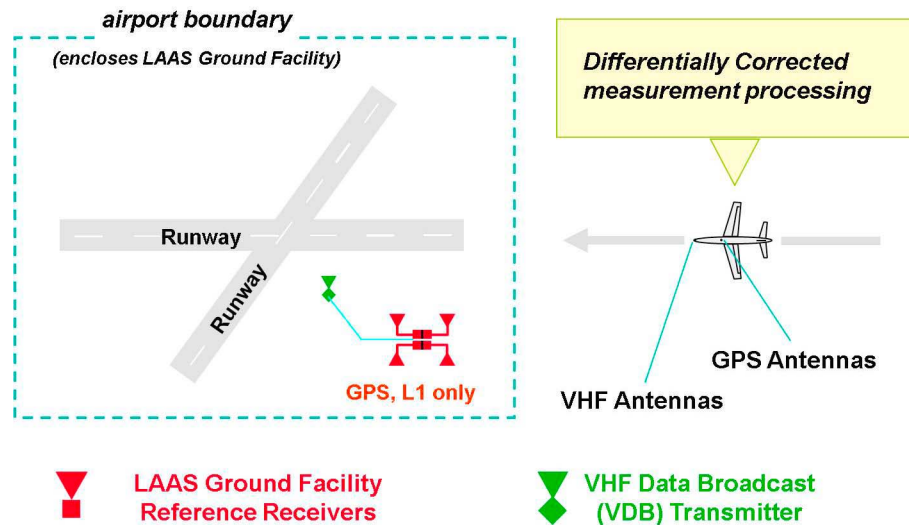 airport boundary
(encloses LAAS Ground Facility)
Differentially Corrected
measurement processing
Runway
Runway
GPS, L1 only
GPS Antennas
VHF Antennas
LAAS Ground Facility
Reference Receivers
VHF Data Broadcast
(VDB) Transmitter